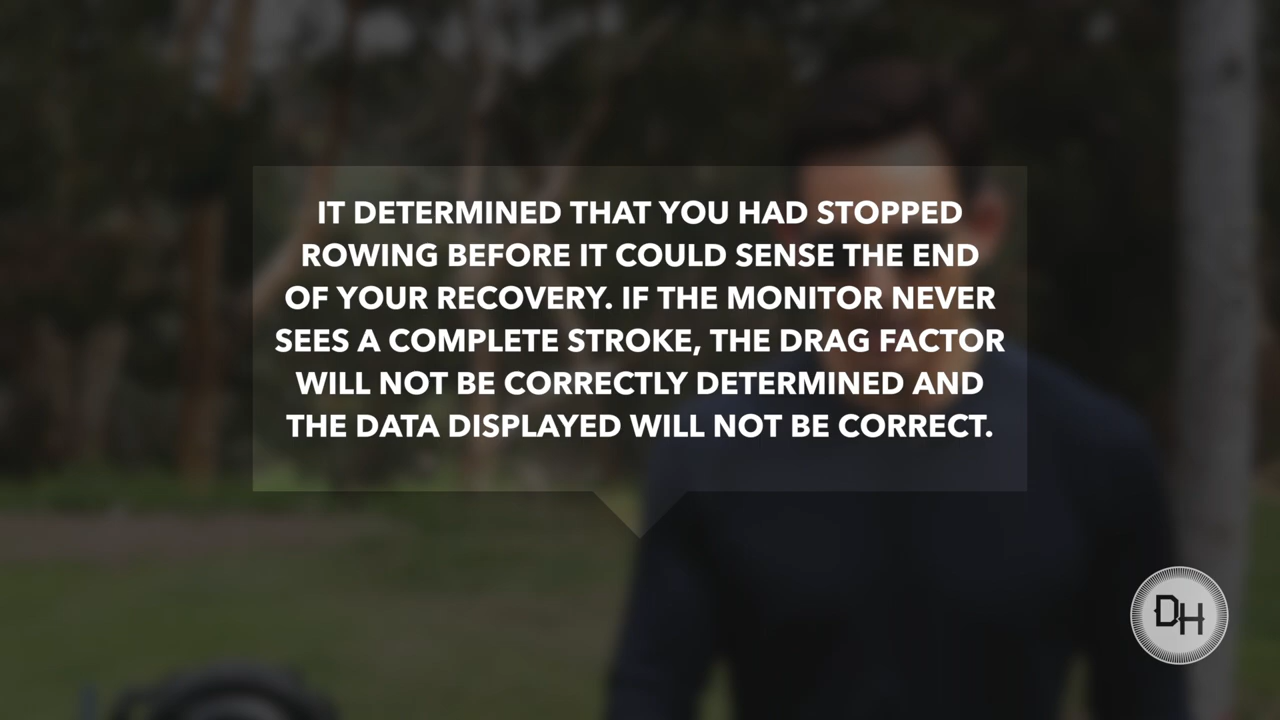 IT DETERMINED THAT YOU HAD STOPPED
ROWING BEFORE IT COULD SENSE THE END
OF YOUR RECOVERY. IF THE MONITOR NEVER
SEES A COMPLETE STROKE, THE DRAG FACTOR
WILL NOT BE CORRECTLY DETERMINED AND
THE DATA DISPLAYED WILL NOT BE CORRECT.
DH